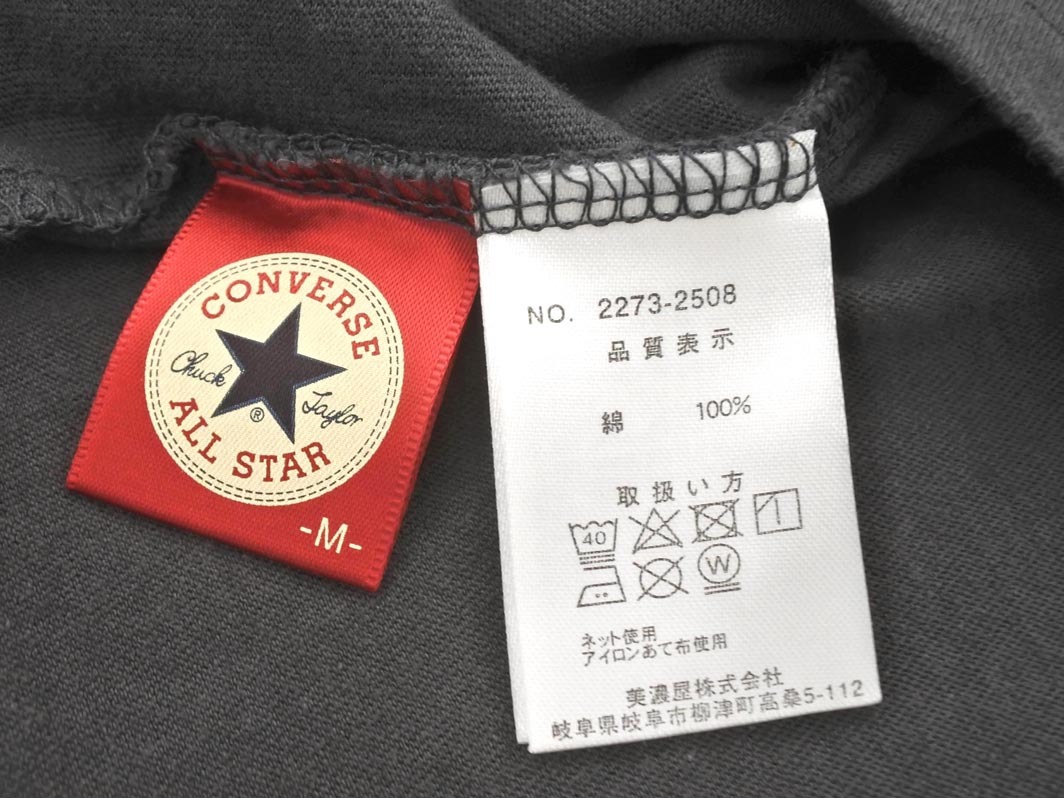 CONVERSE
Chuck Taylor
®
ALL STAR
-M-
NO. 2273-2508
品質表示
綿 100%
取扱い方
40
W
ネット使用
アイロンあて布使用
美濃屋株式会社
岐阜県岐阜市柳津町高桑5-112